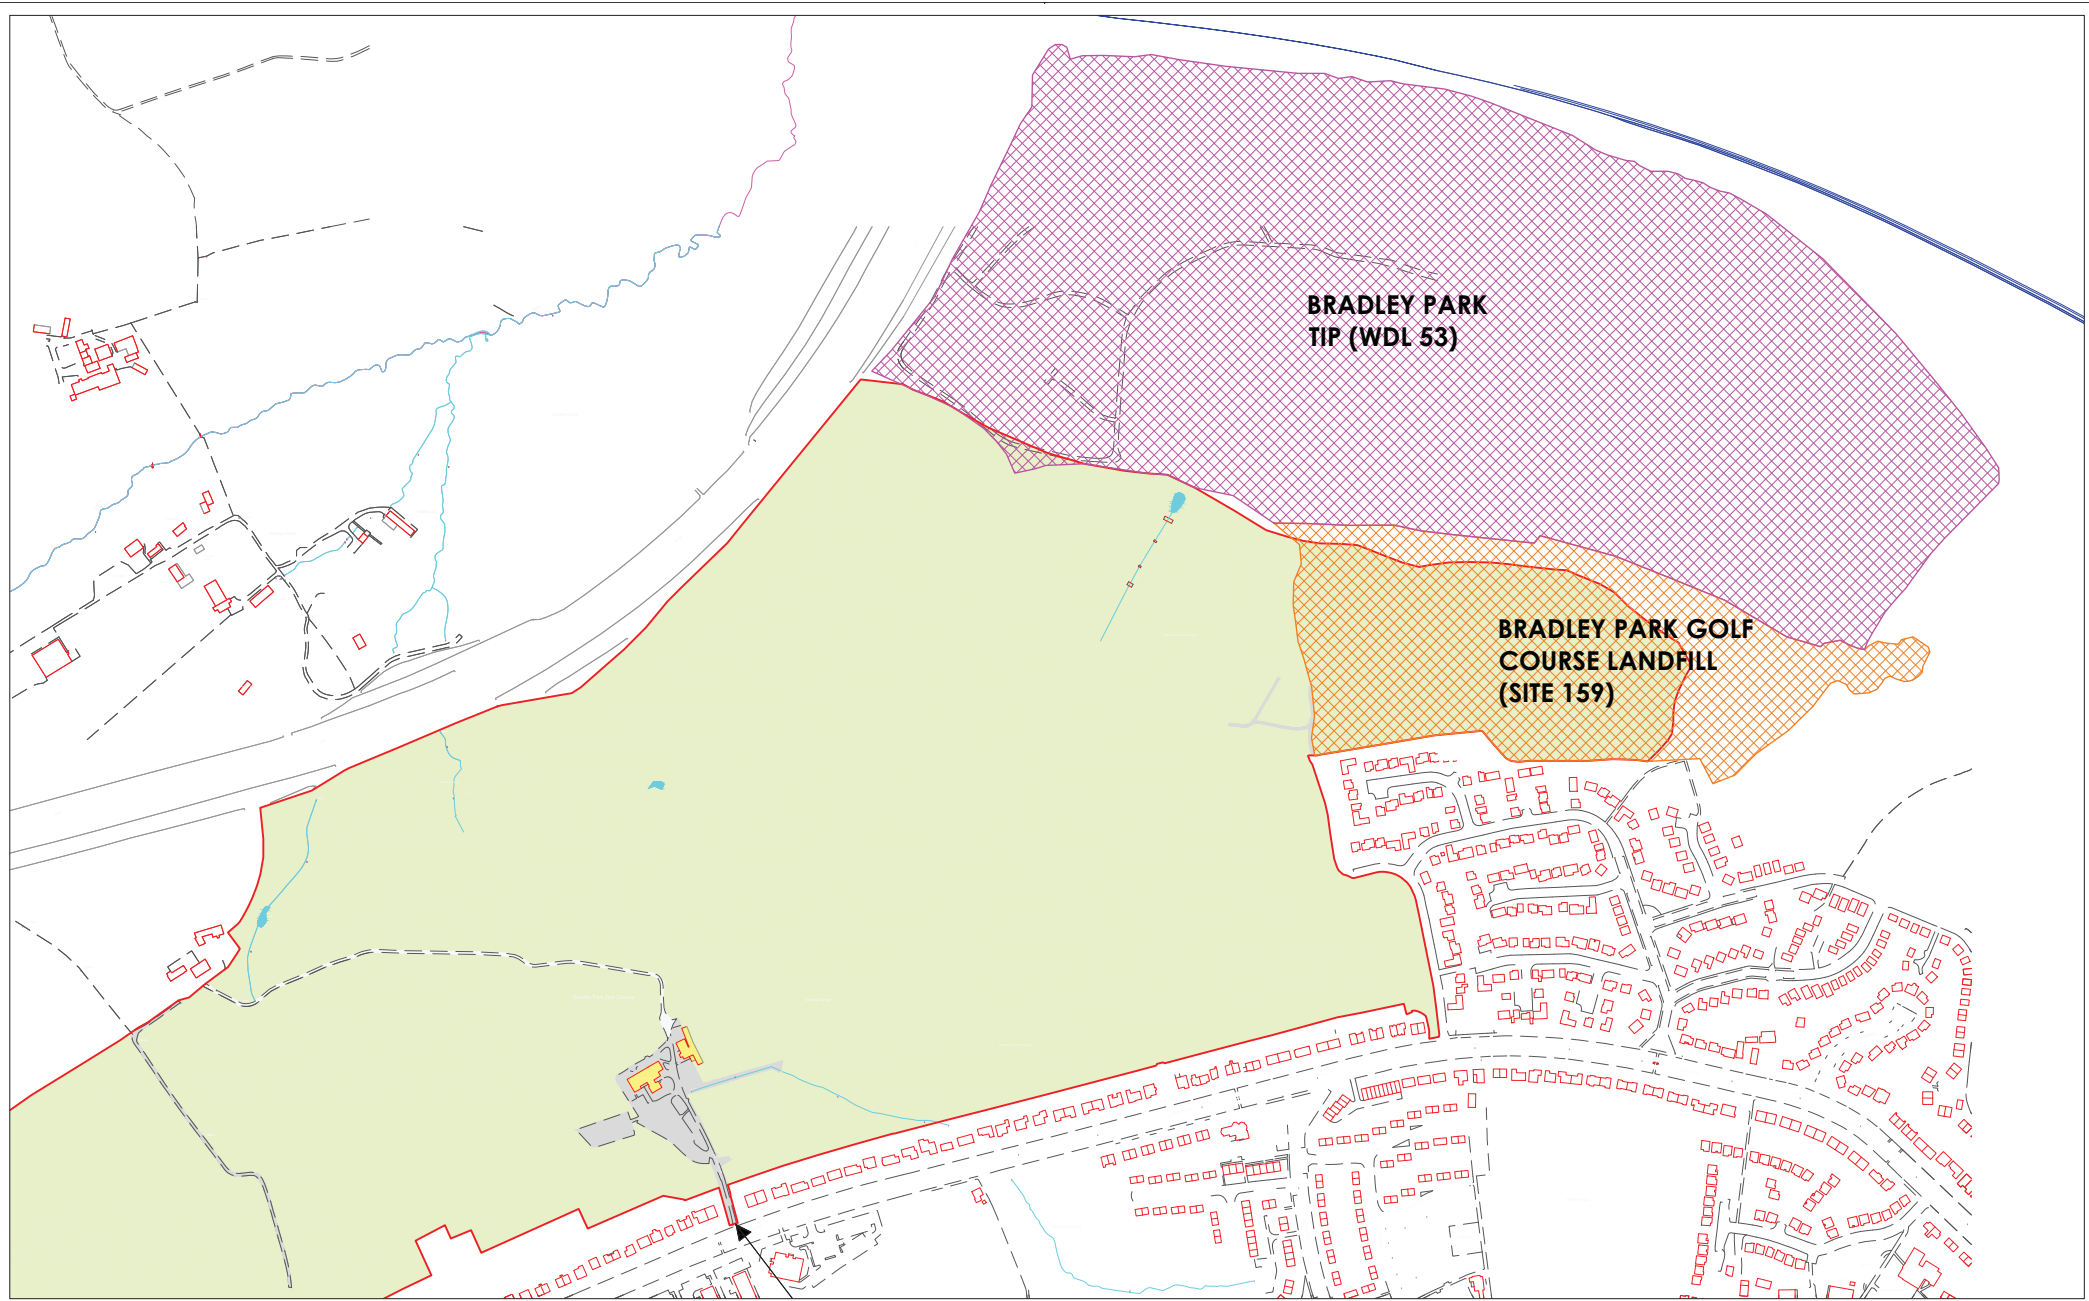 BRADLEY PARK
TIP (WDL 53)
BRADLEY PARK GOLF
COURSE LANDFILL
(SITE 159)